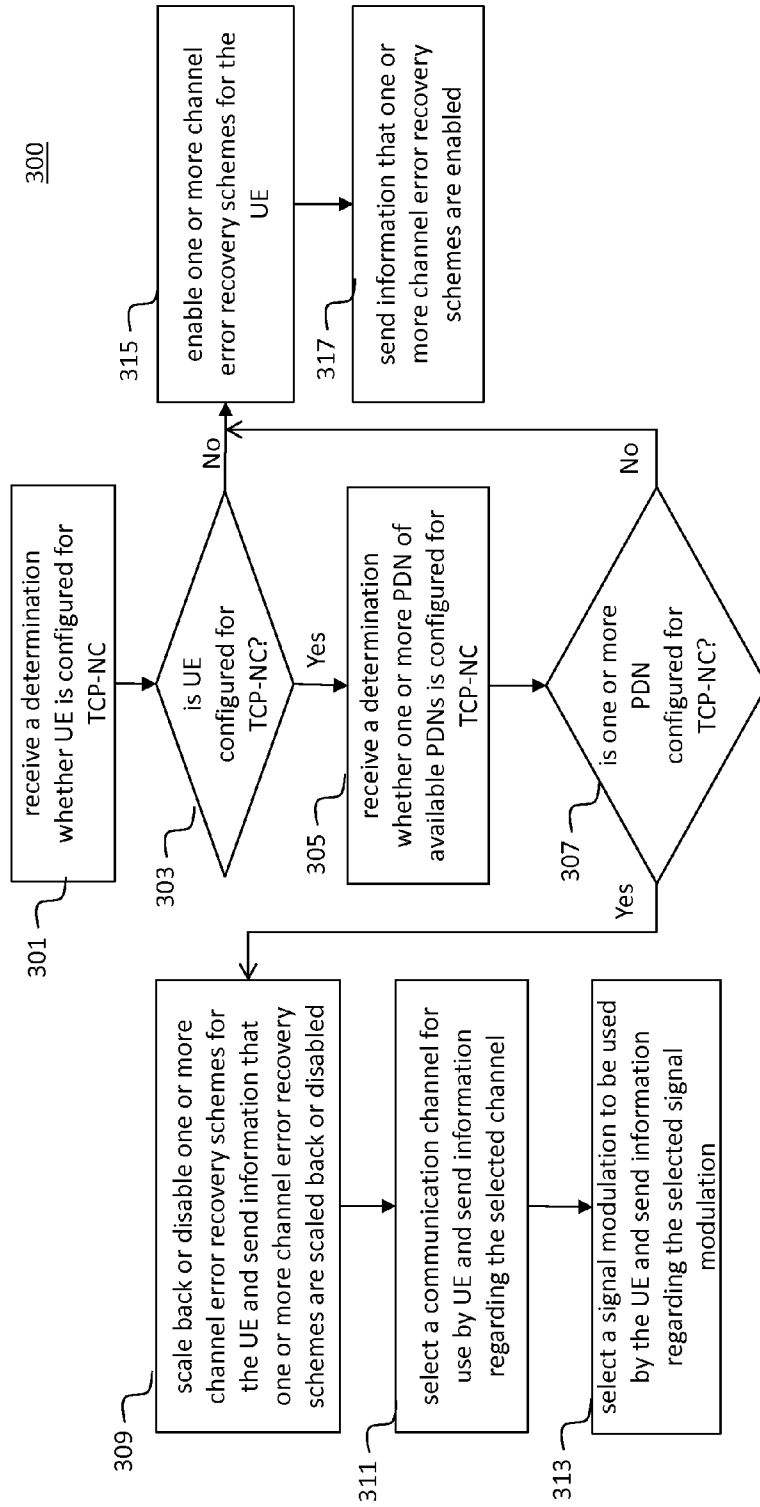 300
301
receive a determination
whether UE is configured for
TCP-NC
303
is UE
configured for
TCP-NC?
No
Yes
305
receive a determination
whether one or more PDN of
available PDNs is configured for
TCP-NC
307
is one or more
PDN
configured for
TCP-NC?
Yes
No
309
scale back or disable one or more
channel error recovery schemes for
the UE and send information that
one or more channel error recovery
schemes are scaled back or disabled
311
select a communication channel for
use by UE and send information
regarding the selected channel
313
select a signal modulation to be used
by the UE and send information
regarding the selected signal
modulation
315
enable one or more channel
error recovery schemes for the
UE
317
send information that one or
more channel error recovery
schemes are enabled